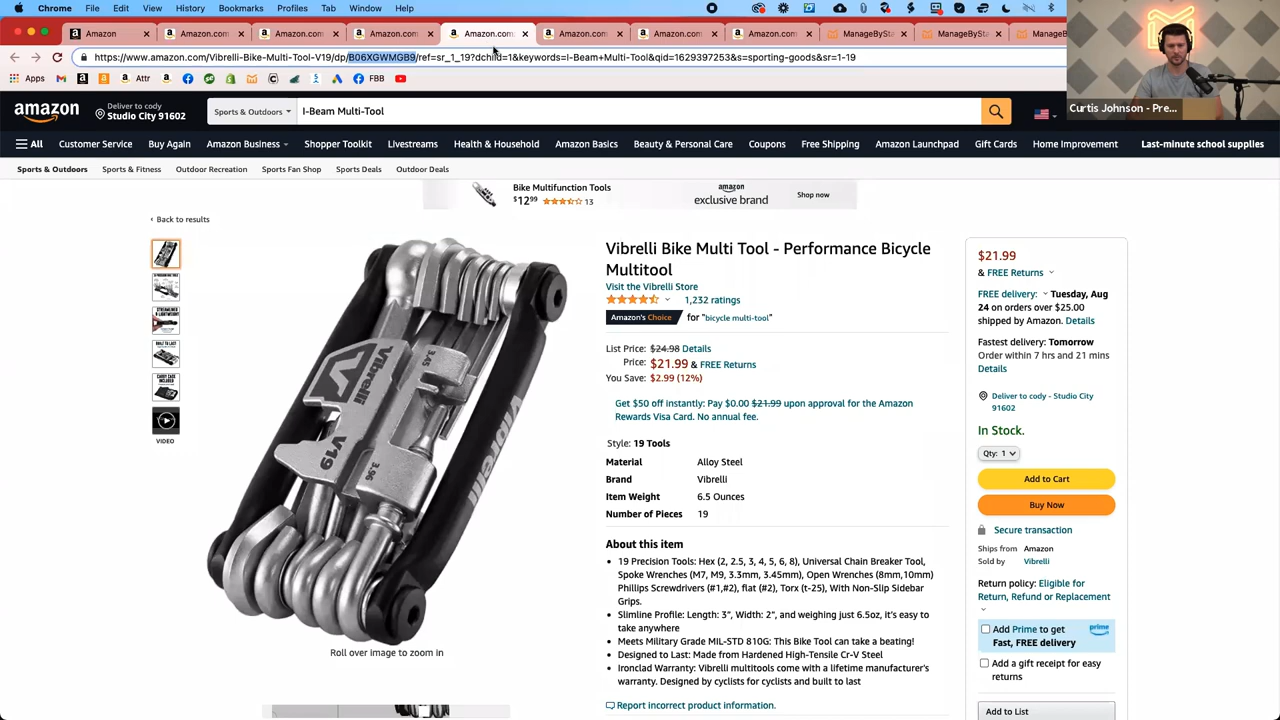 Chrome File Edit View History Bookmarks Profiles Tab Window Help
Amazon Amazon.com: Amazon.com: Amazon.com: Amazon.com: Amazon.com: Amazon.com: Amazon.com: ManageBySta ManageBySta
https://www.amazon.com/Vibrelli-Bike-Multi-Tool-V19/dp/B06XGWMGB9/ref=sr_1_19?dchild=1&keywords=I-Beam+Multi-Tool&qid=1629397253&s=sporting-goods&sr=1-19
Apps Attr FBB
Curtis Johnson - Pre...
amazon
Deliver to cody
Studio City 91602
Sports & Outdoors
I-Beam Multi-Tool
All Customer Service Buy Again Amazon Business Shopper Toolkit Livestreams Health & Household Amazon Basics Beauty & Personal Care Coupons Free Shipping Amazon Launchpad Gift Cards Home Improvement Last-minute school supplies
Sports & Outdoors Sports & Fitness Outdoor Recreation Sports Fan Shop Sports Deals Outdoor Deals
Bike Multifunction Tools
$12.99 13
amazon
exclusive brand
Shop now
‹ Back to results
VIDEO
Vibrelli
V19
3.96
Vibrelli
Roll over image to zoom in
Vibrelli Bike Multi Tool - Performance Bicycle
Multitool
Visit the Vibrelli Store
1,232 ratings
Amazon's Choice for "bicycle multi-tool"
List Price: $24.98 Details
Price: $21.99 & FREE Returns
You Save: $2.99 (12%)
Get $50 off instantly: Pay $0.00 $21.99 upon approval for the Amazon
Rewards Visa Card. No annual fee.
Style: 19 Tools
Material Alloy Steel
Brand Vibrelli
Item Weight 6.5 Ounces
Number of Pieces 19
About this item
• 19 Precision Tools: Hex (2, 2.5, 3, 4, 5, 6, 8), Universal Chain Breaker Tool,
Spoke Wrenches (M7, M9, 3.3mm, 3.45mm), Open Wrenches (8mm,10mm)
Phillips Screwdrivers (#1,#2), flat (#2), Torx (t-25), With Non-Slip Sidebar
Grips.
• Slimline Profile: Length: 3", Width: 2", and weighing just 6.5oz, it's easy to
take anywhere
• Meets Military Grade MIL-STD 810G: This Bike Tool can take a beating!
• Designed to Last: Made from Hardened High-Tensile Cr-V Steel
• Ironclad Warranty: Vibrelli multitools come with a lifetime manufacturer's
warranty. Designed by cyclists for cyclists and built to last
Report incorrect product information.
$21.99
& FREE Returns
FREE delivery: Tuesday, Aug
24 on orders over $25.00
shipped by Amazon. Details
Fastest delivery: Tomorrow
Order within 7 hrs and 21 mins
Details
Deliver to cody - Studio City
91602
In Stock.
Qty: 1
Add to Cart
Buy Now
Secure transaction
Ships from Amazon
Sold by Vibrelli
Return policy: Eligible for
Return, Refund or Replacement
Add Prime to get
Fast, FREE delivery
prime
Add a gift receipt for easy
returns
Add to List